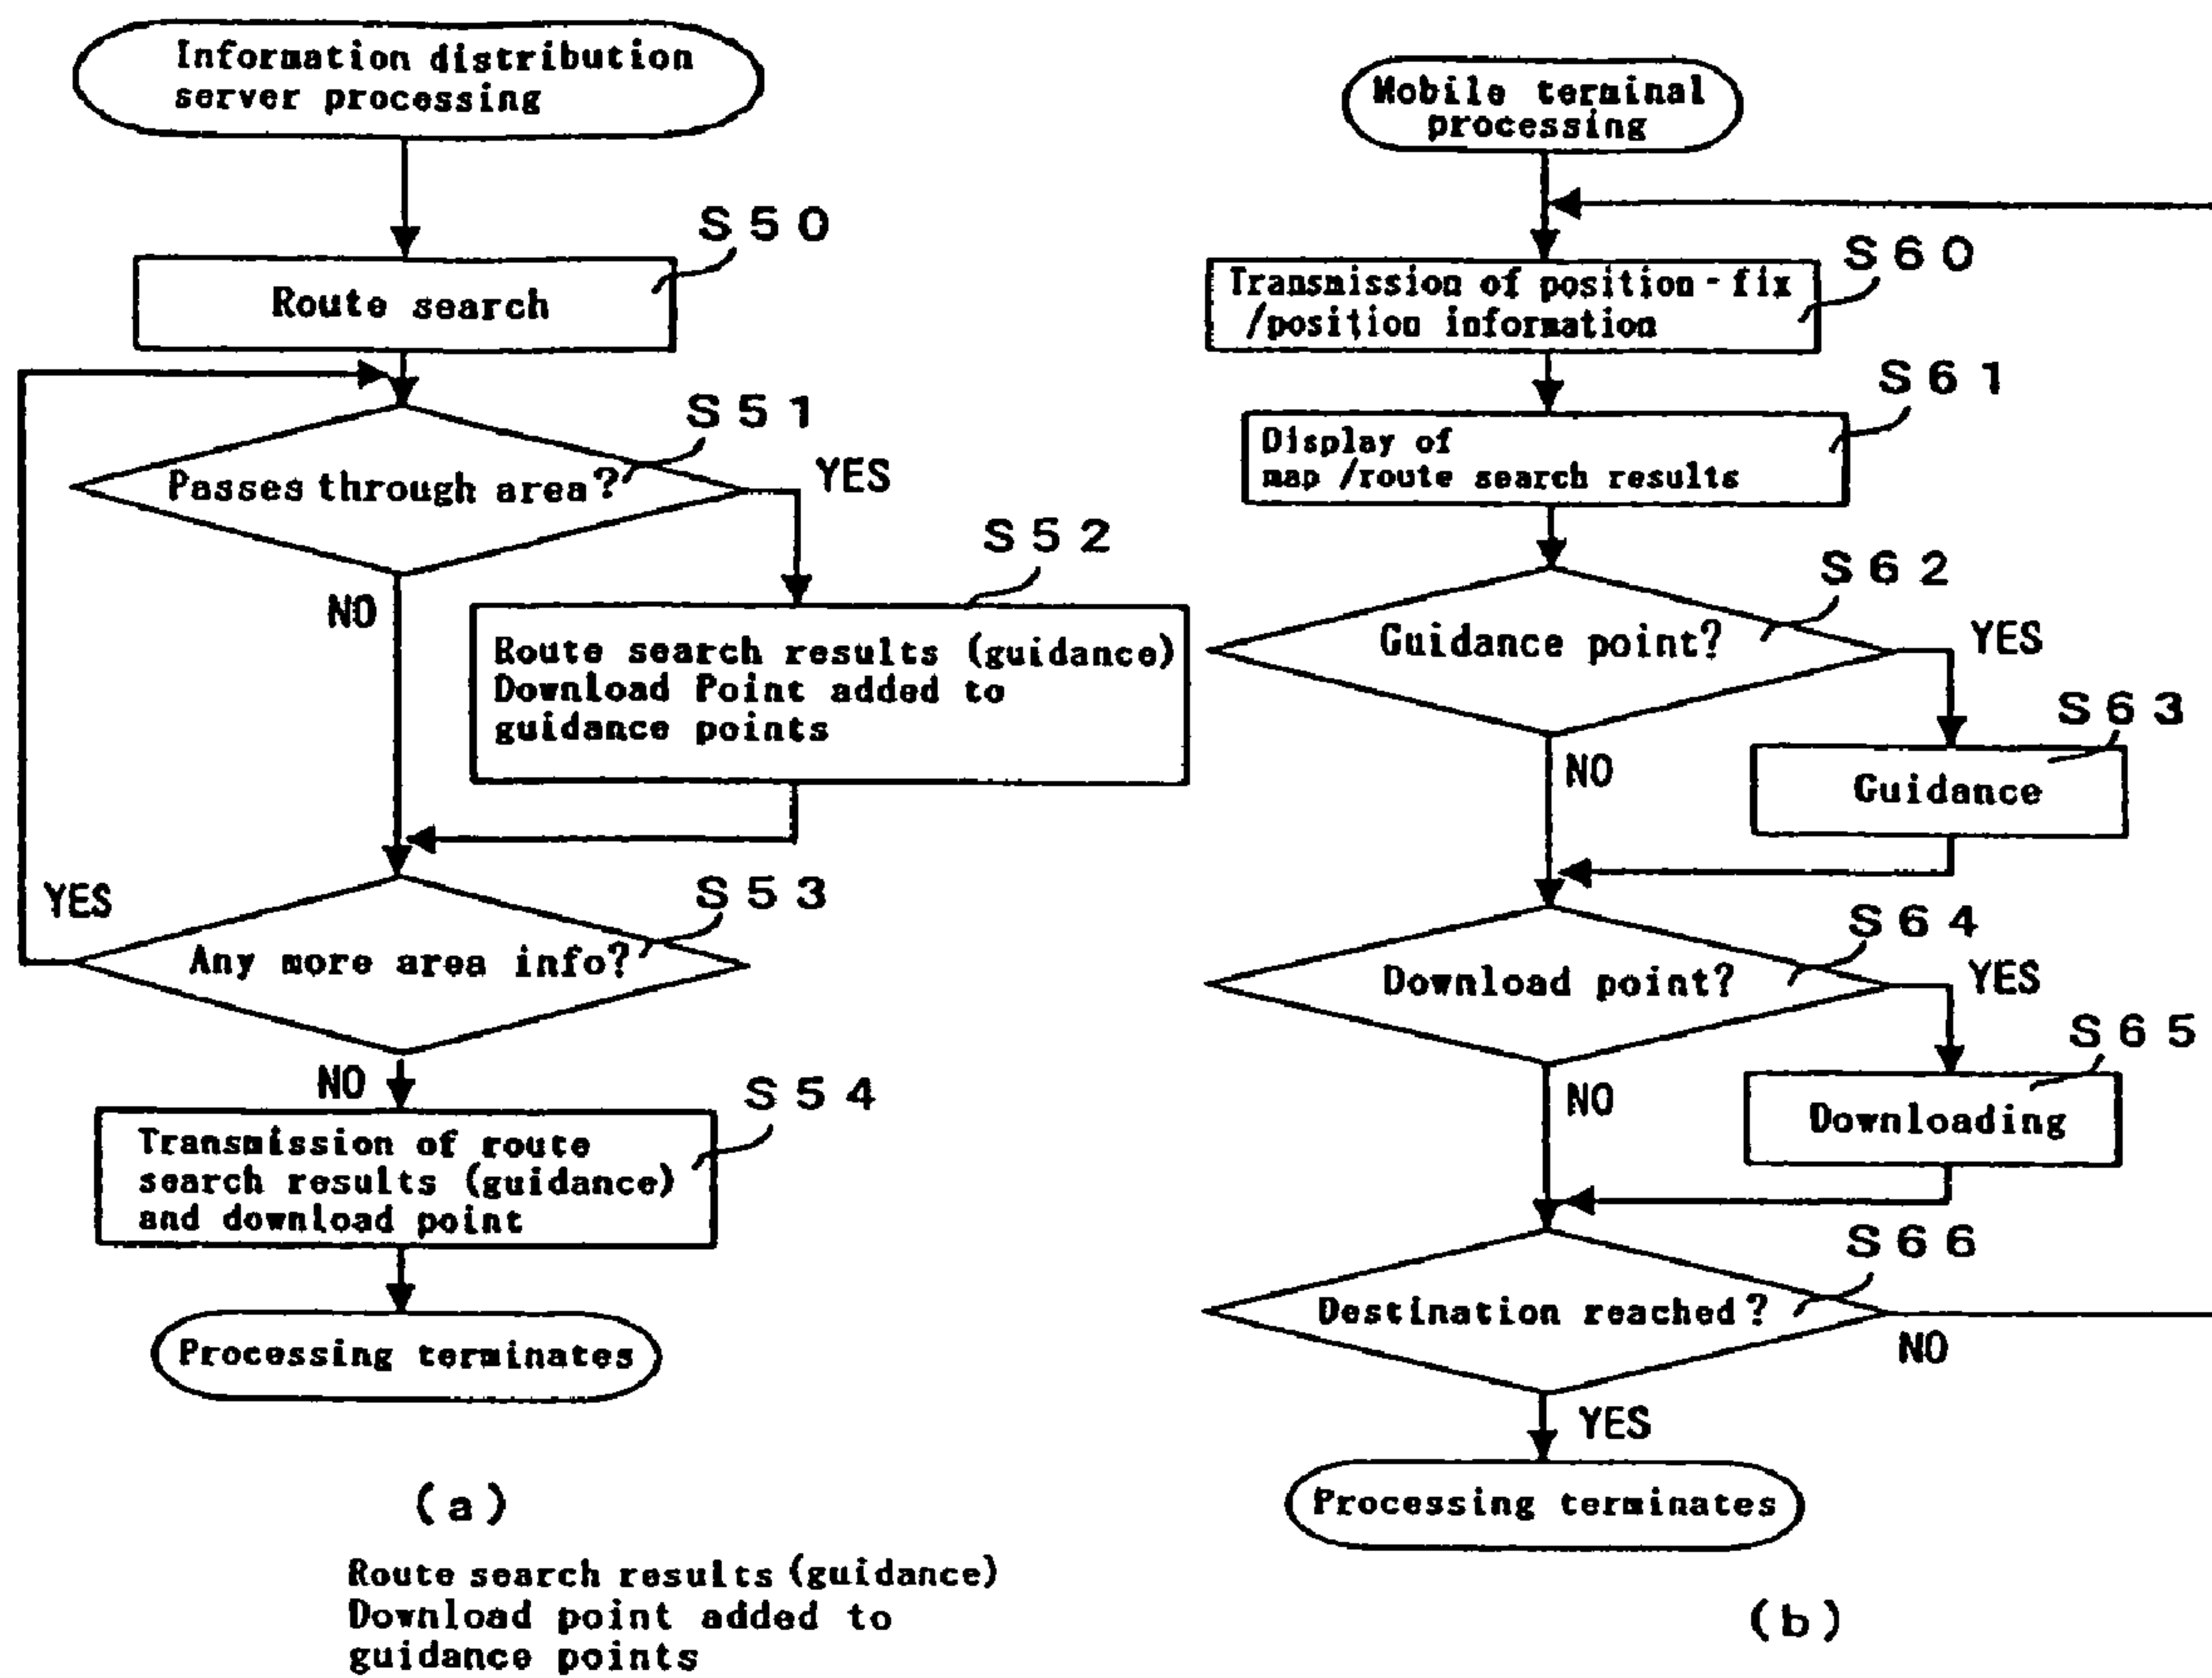 Information distribution
server processing
S50
Route search
S51
Passes through area?
YES
NO
S52
Route search results (guidance)
Download Point added to
guidance points
S53
Any more area info?
YES
NO
S54
Transmission of route
search results (guidance)
and download point
Processing terminates
(a)
Route search results (guidance)
Download point added to
guidance points
Mobile terminal
processing
S60
Transmission of position-fix
/position information
S61
Display of
map /route search results
S62
Guidance point?
YES
NO
S63
Guidance
S64
Download point?
YES
NO
S65
Downloading
S66
Destination reached?
NO
YES
Processing terminates
(b)